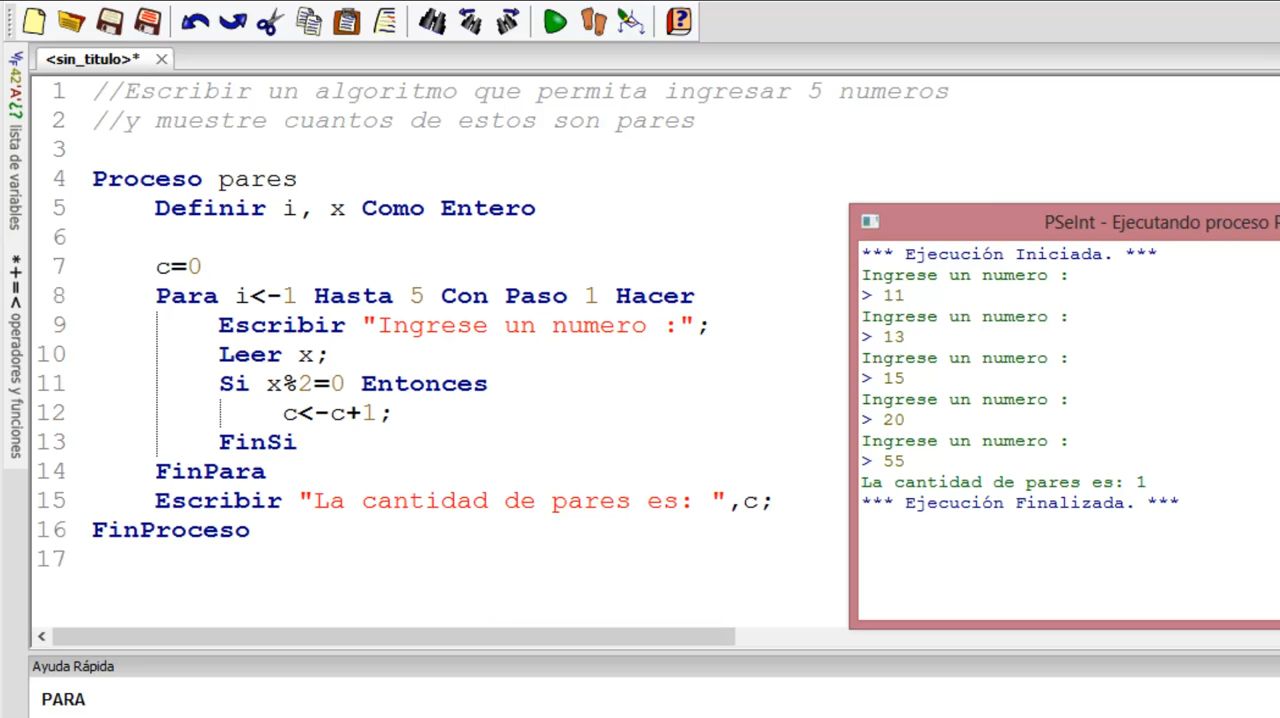 <sin_titulo>*
lista de variables
*+=< operadores y funciones
1 //Escribir un algoritmo que permita ingresar 5 numeros
2 //y muestre cuantos de estos son pares
3
4 Proceso pares
5 Definir i, x Como Entero
6
7 c=0
8 Para i<-1 Hasta 5 Con Paso 1 Hacer
9 Escribir "Ingrese un numero :";
10 Leer x;
11 Si x%2=0 Entonces
12 c<-c+1;
13 FinSi
14 FinPara
15 Escribir "La cantidad de pares es: ",c;
16 FinProceso
17
PSeInt - Ejecutando proceso P
*** Ejecución Iniciada. ***
Ingrese un numero :
> 11
Ingrese un numero :
> 13
Ingrese un numero :
> 15
Ingrese un numero :
> 20
Ingrese un numero :
> 55
La cantidad de pares es: 1
*** Ejecución Finalizada. ***
Ayuda Rápida
PARA